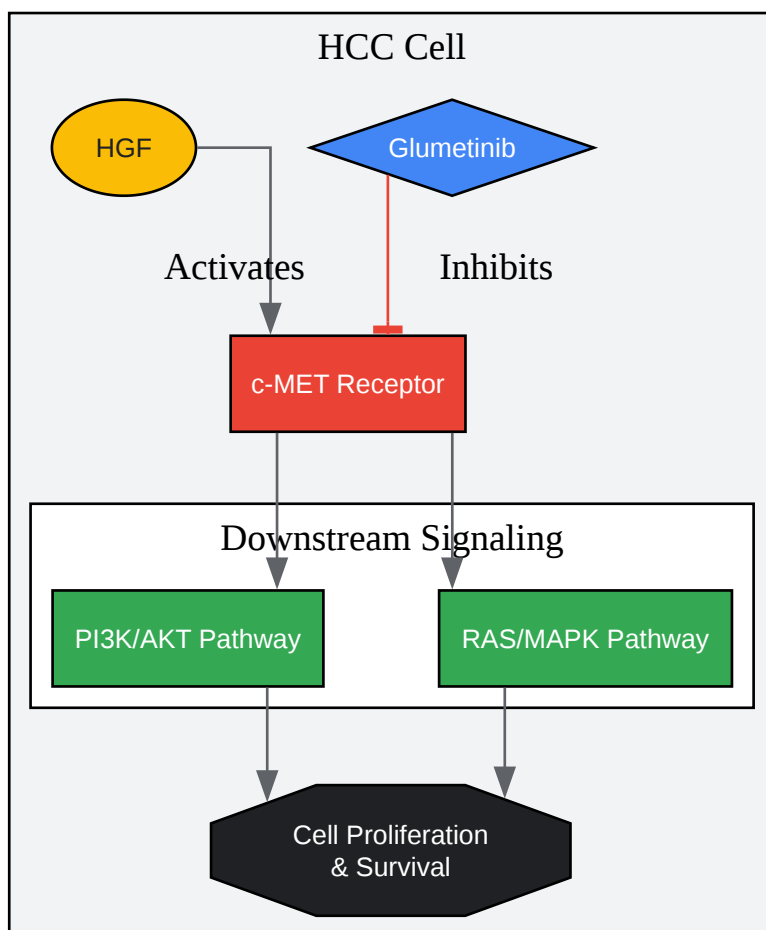 HCC Cell
HGF
Glumetinib
Activates
Inhibits
c-MET Receptor
Downstream Signaling
PI3K/AKT Pathway
RAS/MAPK Pathway
Cell Proliferation
& Survival